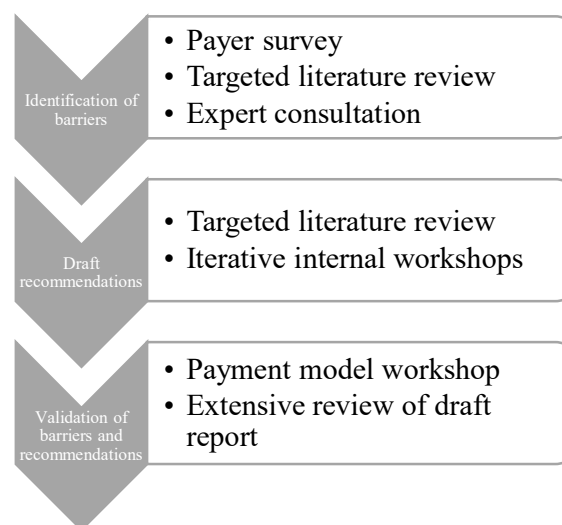 Identification of
barriers
• Payer survey
• Targeted literature review
• Expert consultation
Draft
recommendations
• Targeted literature review
• Iterative internal workshops
Validation of
barriers and
recommendations
• Payment model workshop
• Extensive review of draft
report